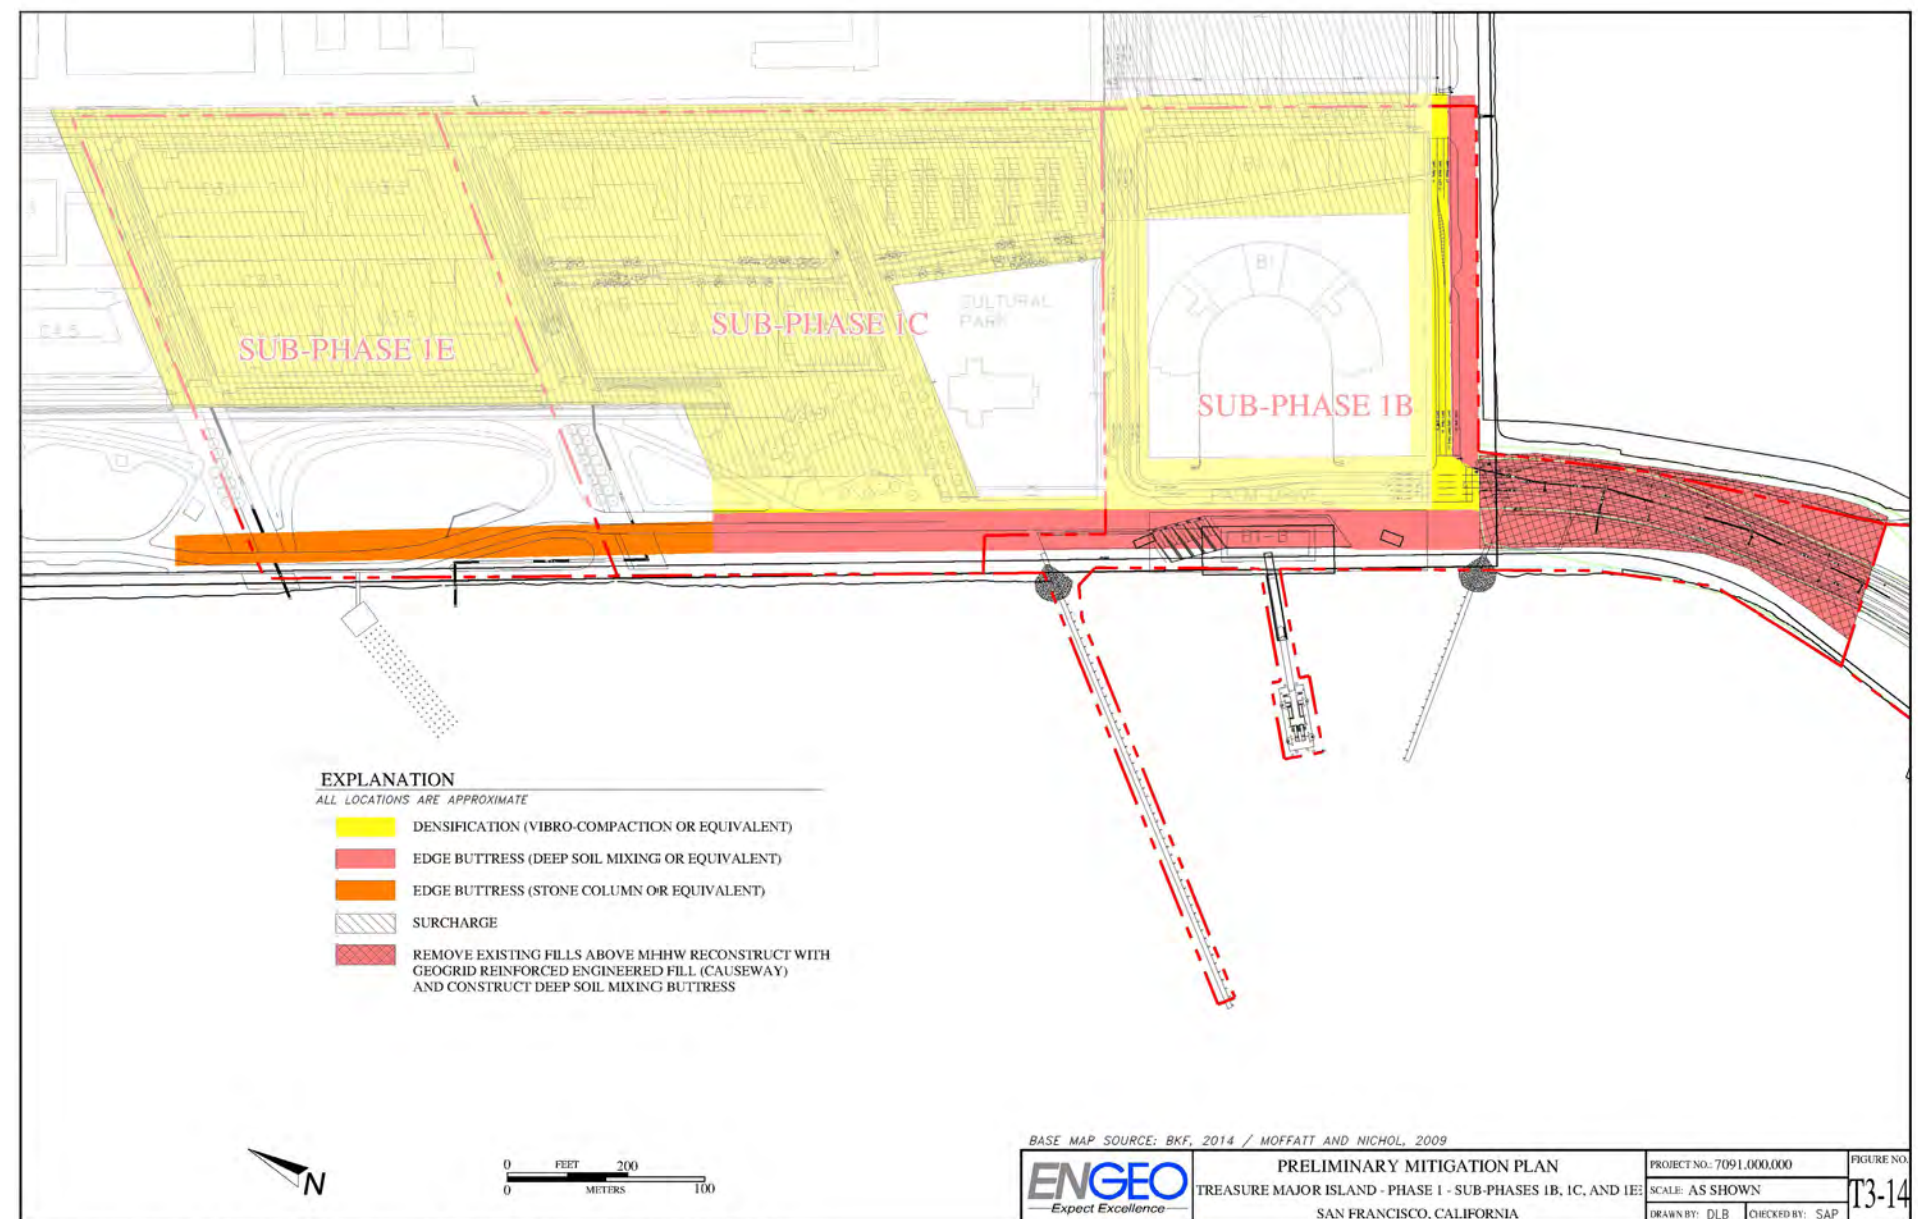 SUB-PHASE 1E
SUB-PHASE 1C
CULTURAL
PARK
B1
SUB-PHASE 1B
PALM DRIVE
B1-B
EXPLANATION
ALL LOCATIONS ARE APPROXIMATE
DENSIFICATION (VIBRO-COMPACTION OR EQUIVALENT)
EDGE BUTTRESS (DEEP SOIL MIXING OR EQUIVALENT)
EDGE BUTTRESS (STONE COLUMN OR EQUIVALENT)
SURCHARGE
REMOVE EXISTING FILLS ABOVE MHHW RECONSTRUCT WITH
GEOGRID REINFORCED ENGINEERED FILL (CAUSEWAY)
AND CONSTRUCT DEEP SOIL MIXING BUTTRESS
N
0 FEET 200
0 METERS 100
BASE MAP SOURCE: BKF, 2014 / MOFFATT AND NICHOL, 2009
ENGEO
Expect Excellence
PRELIMINARY MITIGATION PLAN
TREASURE MAJOR ISLAND - PHASE 1 - SUB-PHASES 1B, 1C, AND 1E
SAN FRANCISCO, CALIFORNIA
PROJECT NO.: 7091.000.000
SCALE: AS SHOWN
DRAWN BY: DLB CHECKED BY: SAP
FIGURE NO.
T3-14